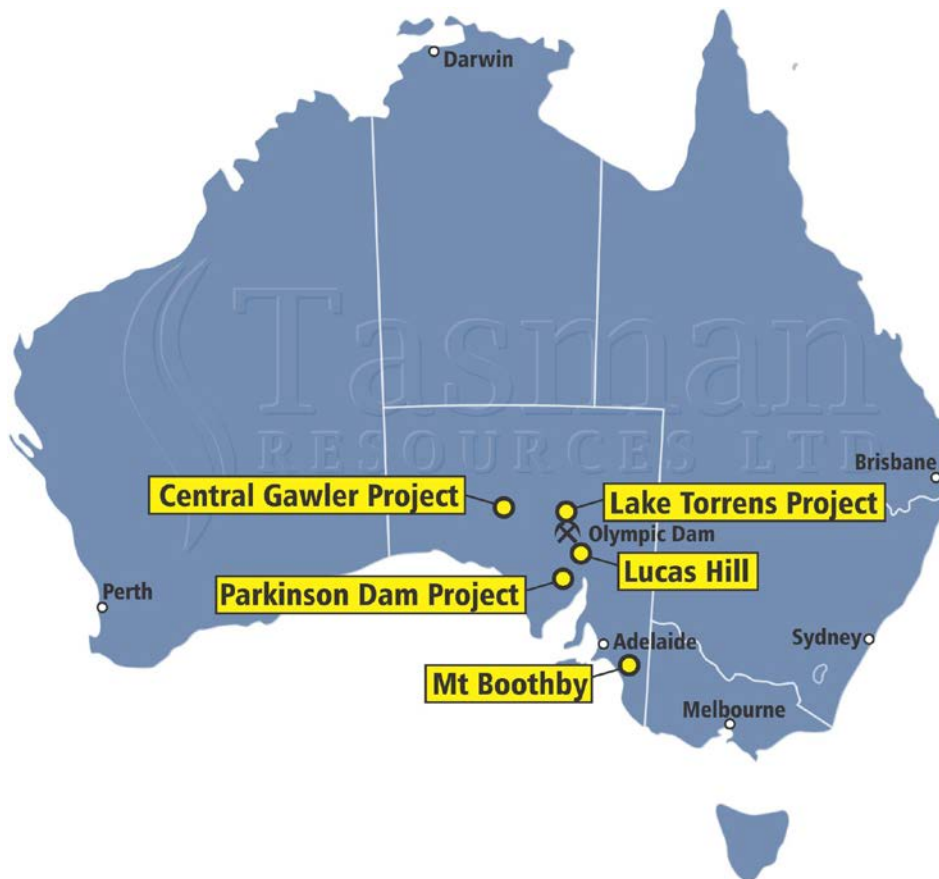 Darwin
Tasman
RESOURCES LTD
Brisbane
Central Gawler Project
Lake Torrens Project
Olympic Dam
Lucas Hill
Parkinson Dam Project
Perth
Adelaide
Sydney
Mt Boothby
Melbourne